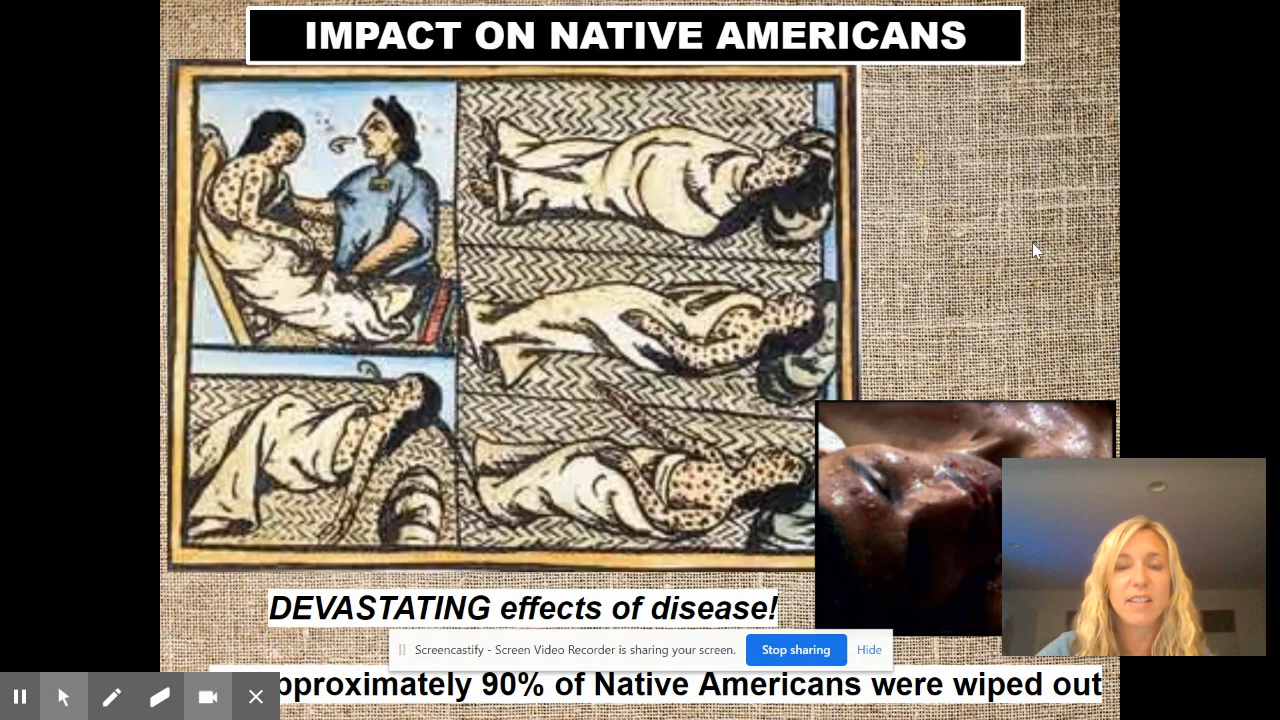 IMPACT ON NATIVE AMERICANS
DEVASTATING effects of disease!
Screencastify - Screen Video Recorder is sharing your screen. Stop sharing Hide
pproximately 90% of Native Americans were wiped out